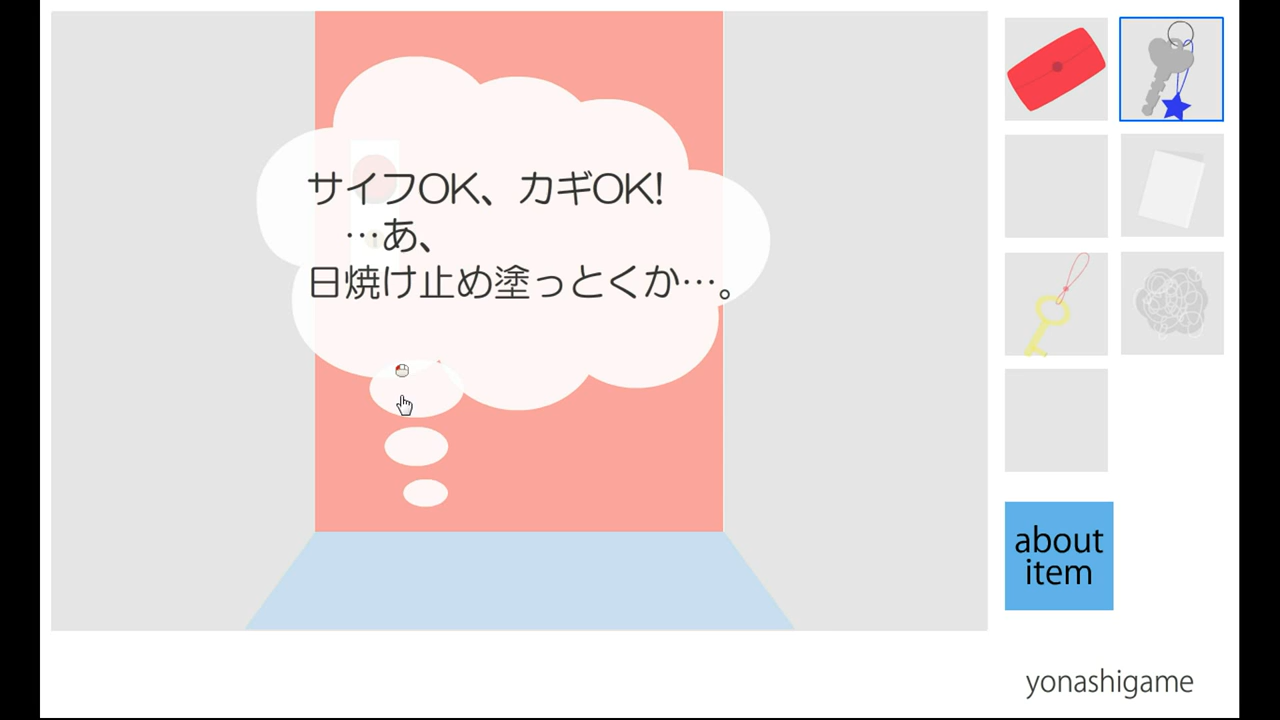 サイフOK、カギOK!
…あ、
日焼け止め塗っとくか…。
about
item
yonashigame